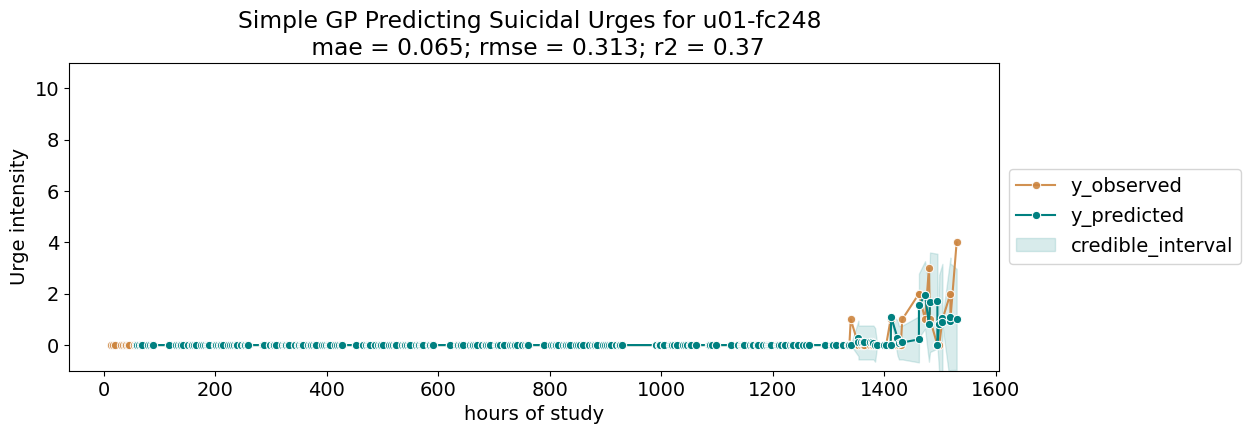 Simple GP Predicting Suicidal Urges for u01-fc248
mae = 0.065; rmse = 0.313; r2 = 0.37
10
8
6
4
2
0
Urge intensity
0 200 400 600 800 1000 1200 1400 1600
hours of study
y_observed
y_predicted
credible_interval